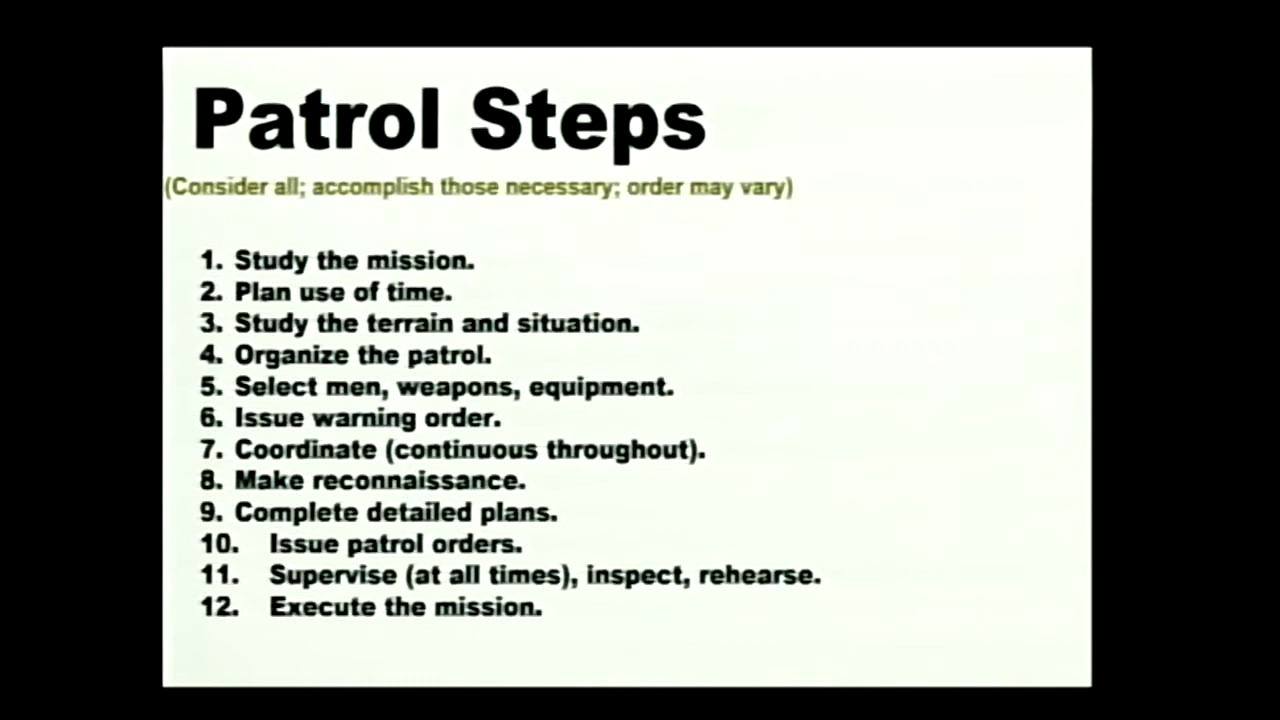 Patrol Steps
(Consider all; accomplish those necessary; order may vary)
1. Study the mission.
2. Plan use of time.
3. Study the terrain and situation.
4. Organize the patrol.
5. Select men, weapons, equipment.
6. Issue warning order.
7. Coordinate (continuous throughout).
8. Make reconnaissance.
9. Complete detailed plans.
10. Issue patrol orders.
11. Supervise (at all times), inspect, rehearse.
12. Execute the mission.